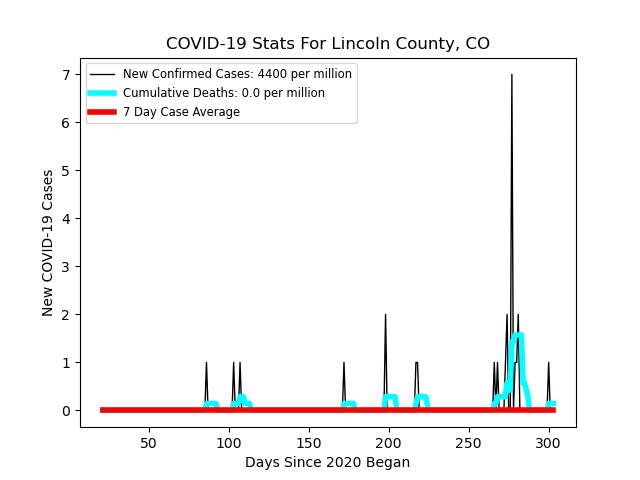 COVID-19 Stats For Lincoln County, CO
New Confirmed Cases: 4400 per million
Cumulative Deaths: 0.0 per million
7 Day Case Average
New COVID-19 Cases
7
6
5
4
3
2
1
0
50 100 150 200 250 300
Days Since 2020 Began